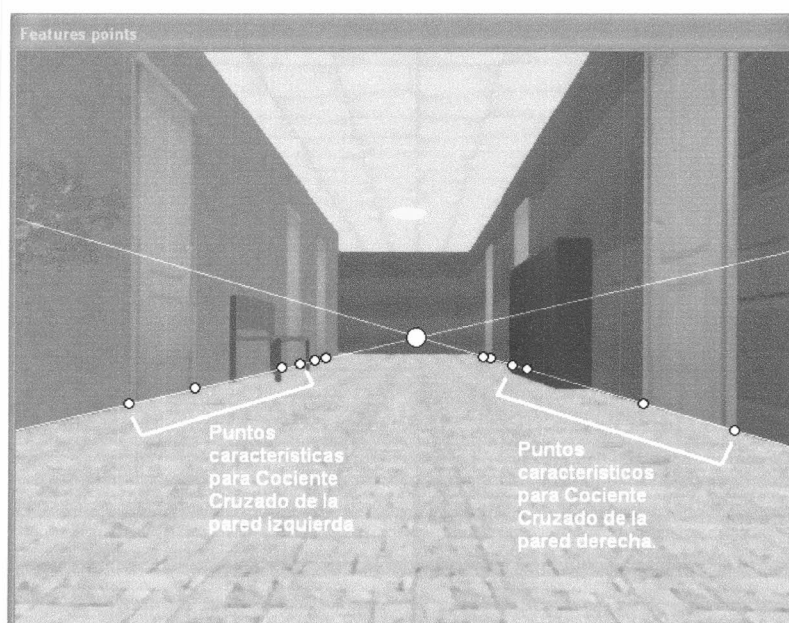 Features points
Puntos
características
para Cociente
Cruzado de la
pared izquierda
Puntos
característicos
para Cociente
Cruzado de la
pared derecha.